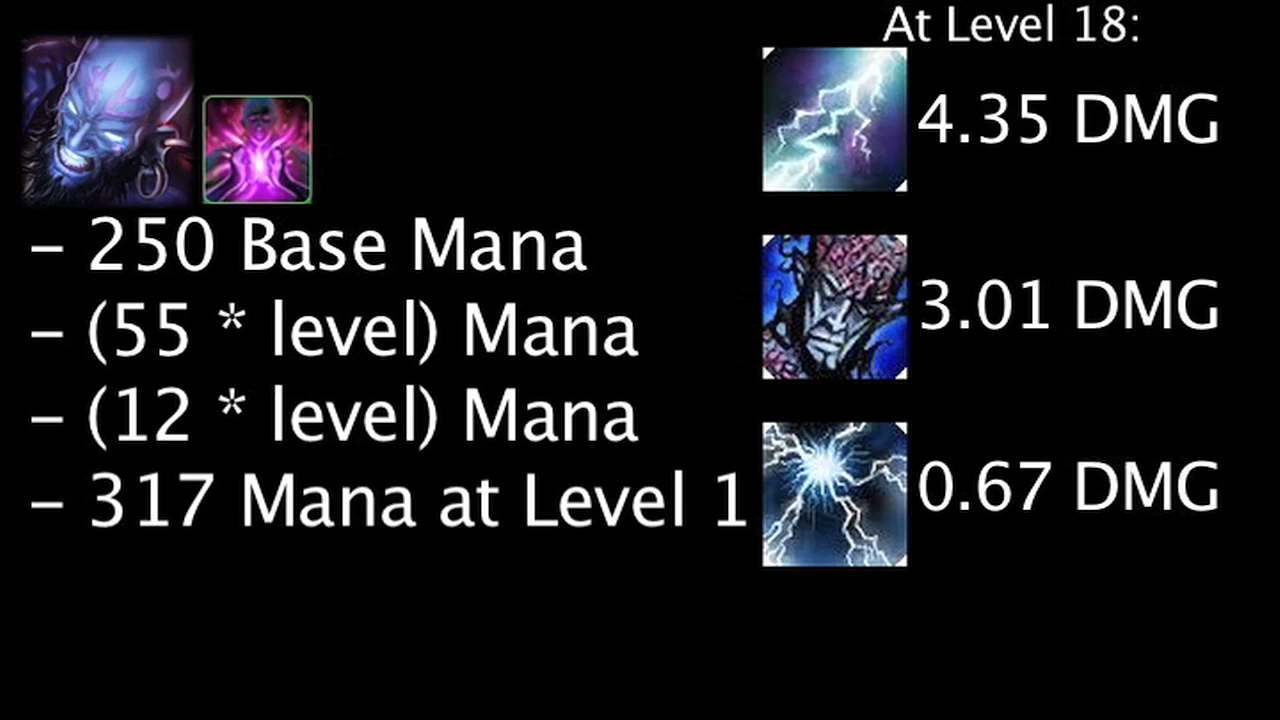 – 250 Base Mana
– (55 * level) Mana
– (12 * level) Mana
– 317 Mana at Level 1
At Level 18:
4.35 DMG
3.01 DMG
0.67 DMG